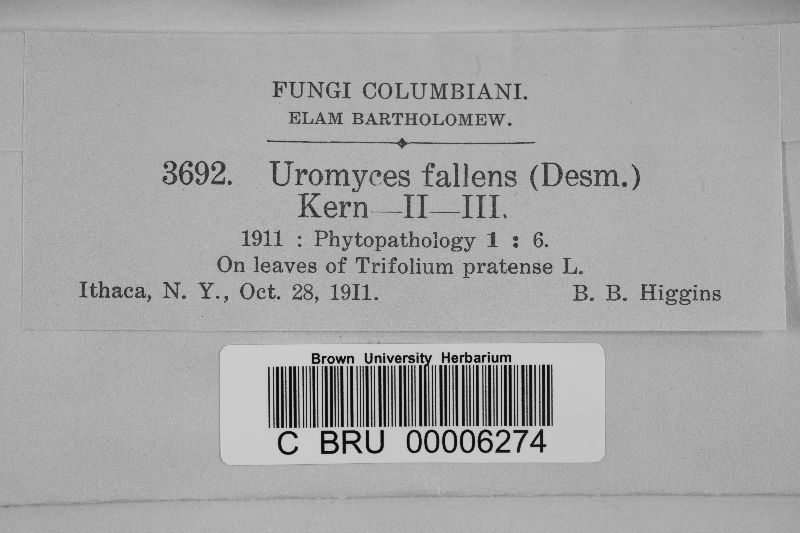 FUNGI COLUMBIANI.
ELAM BARTHOLOMEW.
3692. Uromyces fallens (Desm.)
Kern—II—III.
1911 : Phytopathology 1 : 6.
On leaves of Trifolium pratense L.
Ithaca, N. Y., Oct. 28, 19I1. B. B. Higgins
Brown University Herbarium
C BRU 00006274